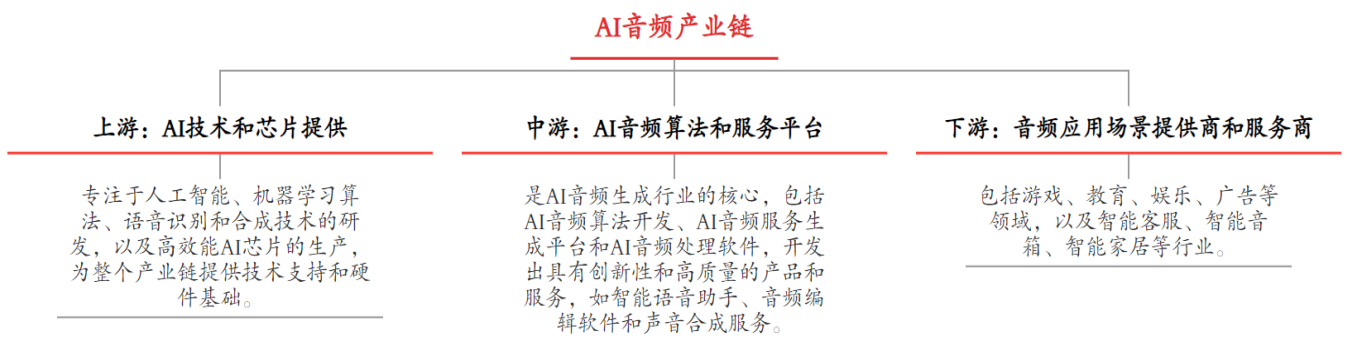 AI音频产业链
上游：AI技术和芯片提供
专注于人工智能、机器学习算
法、语音识别和合成技术的研
发，以及高效能AI芯片的生产，
为整个产业链提供技术支持和硬
件基础。
中游：AI音频算法和服务平台
是AI音频生成行业的核心，包括
AI音频算法开发、AI音频服务生
成平台和AI音频处理软件，开发
出具有创新性和高质量的产品和
服务，如智能语音助手、音频编
辑软件和声音合成服务。
下游：音频应用场景提供商和服务商
包括游戏、教育、娱乐、广告等
领域，以及智能客服、智能音
箱、智能家居等行业。